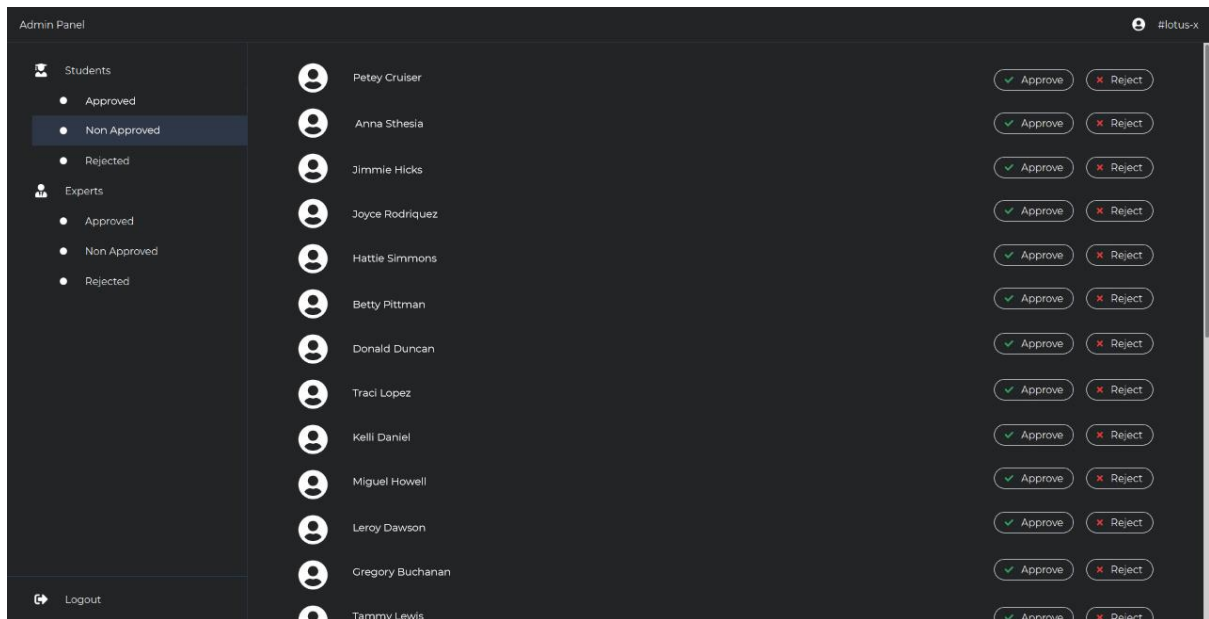 Admin Panel
#lotus-x
Students
Approved
Non Approved
Rejected
Experts
Approved
Non Approved
Rejected
Logout
Petey Cruiser Approve Reject
Anna Sthesia Approve Reject
Jimmie Hicks Approve Reject
Joyce Rodriquez Approve Reject
Hattie Simmons Approve Reject
Betty Pittman Approve Reject
Donald Duncan Approve Reject
Traci Lopez Approve Reject
Kelli Daniel Approve Reject
Miguel Howell Approve Reject
Leroy Dawson Approve Reject
Gregory Buchanan Approve Reject
Tammy Lewis Approve Reject